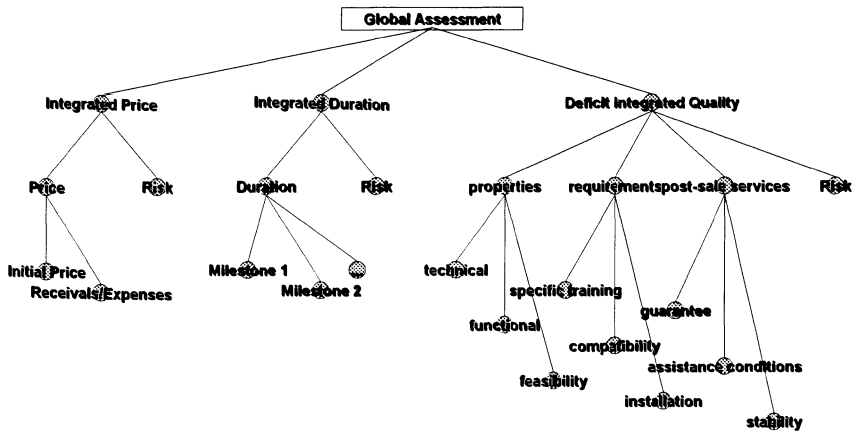 Global Assessment
Integrated Price
Integrated Duration
Deficit Integrated Quality
Price
Risk
Duration
Risk
properties
requirements
post-sale services
Risk
Initial Price
Receivals/Expenses
Milestone 1
Milestone 2
...
technical
specific training
functional
guarantee
compatibility
assistance conditions
feasibility
installation
stability